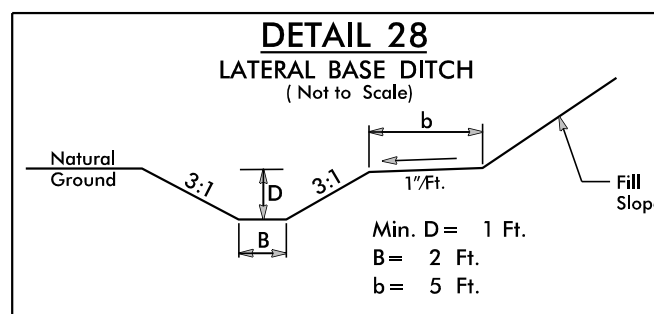 DETAIL 28
LATERAL BASE DITCH
( Not to Scale)
b
Natural
Ground
3:1
D
3:1
1"/Ft.
Fill
Slope
B
Min. D = 1 Ft.
B = 2 Ft.
b = 5 Ft.